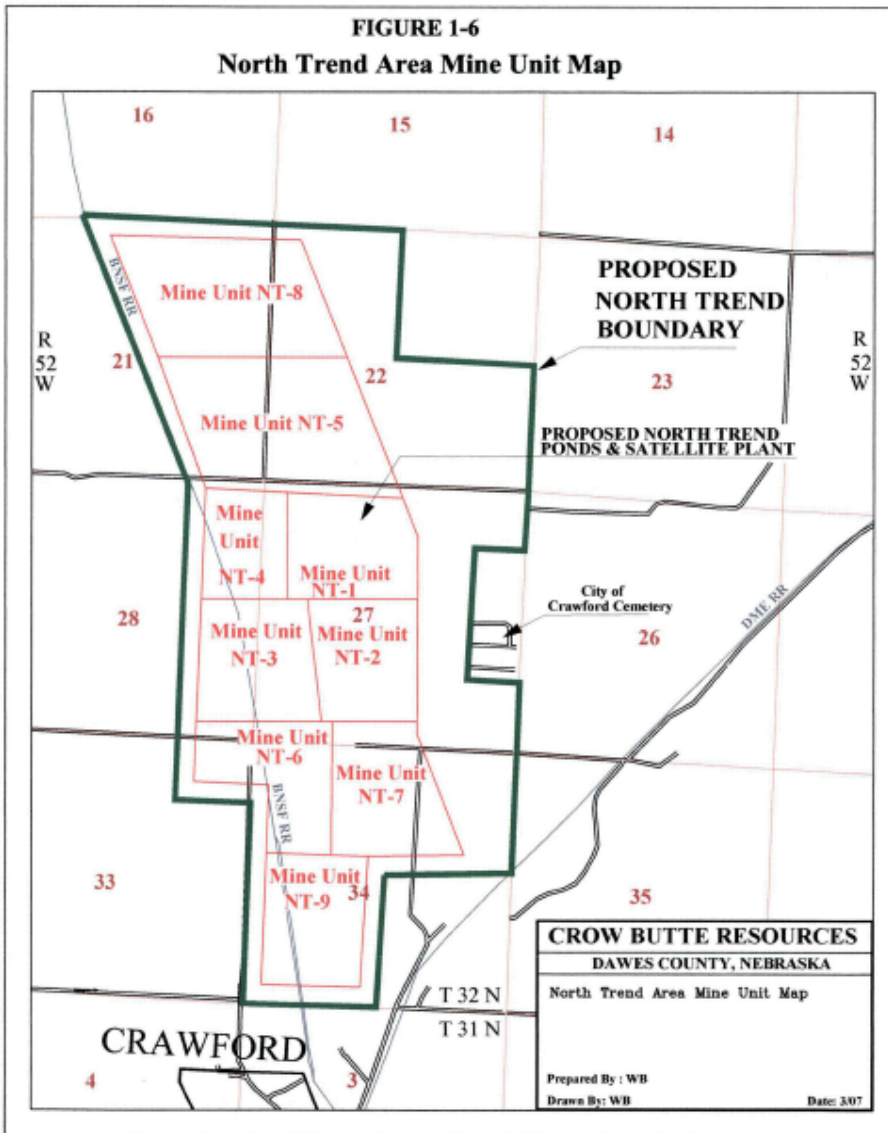 FIGURE 1-6
North Trend Area Mine Unit Map
16
15
14
BNSF RR
Mine Unit NT-8
PROPOSED
NORTH TREND
BOUNDARY
R
52
W
21
22
23
R
52
W
Mine Unit NT-5
PROPOSED NORTH TREND
PONDS & SATELLITE PLANT
Mine
Unit
NT-4
Mine Unit
NT-1
City of
Crawford Cemetery
DME RR
28
27
26
Mine Unit
NT-3
Mine Unit
NT-2
Mine Unit
NT-6
Mine Unit
NT-7
BNSF RR
33
Mine Unit
NT-9
34
35
CROW BUTTE RESOURCES
DAWES COUNTY, NEBRASKA
North Trend Area Mine Unit Map
T 32 N
T 31 N
CRAWFORD
4
3
Prepared By : WB
Drawn By: WB
Date: 3/07